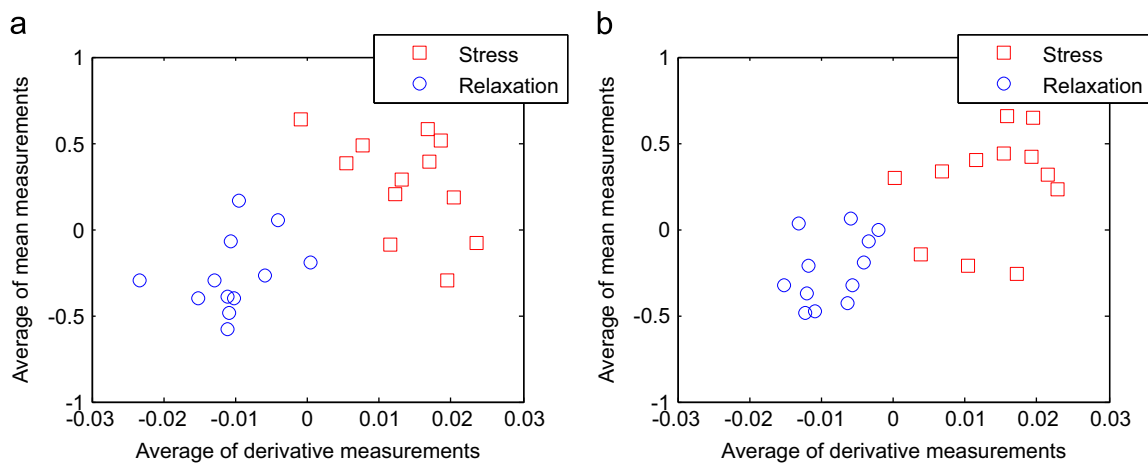 a
Stress
Relaxation
1
0.5
0
-0.5
-1
-0.03 -0.02 -0.01 0 0.01 0.02 0.03
Average of mean measurements
Average of derivative measurements
b
Stress
Relaxation
1
0.5
0
-0.5
-1
-0.03 -0.02 -0.01 0 0.01 0.02 0.03
Average of mean measurements
Average of derivative measurements